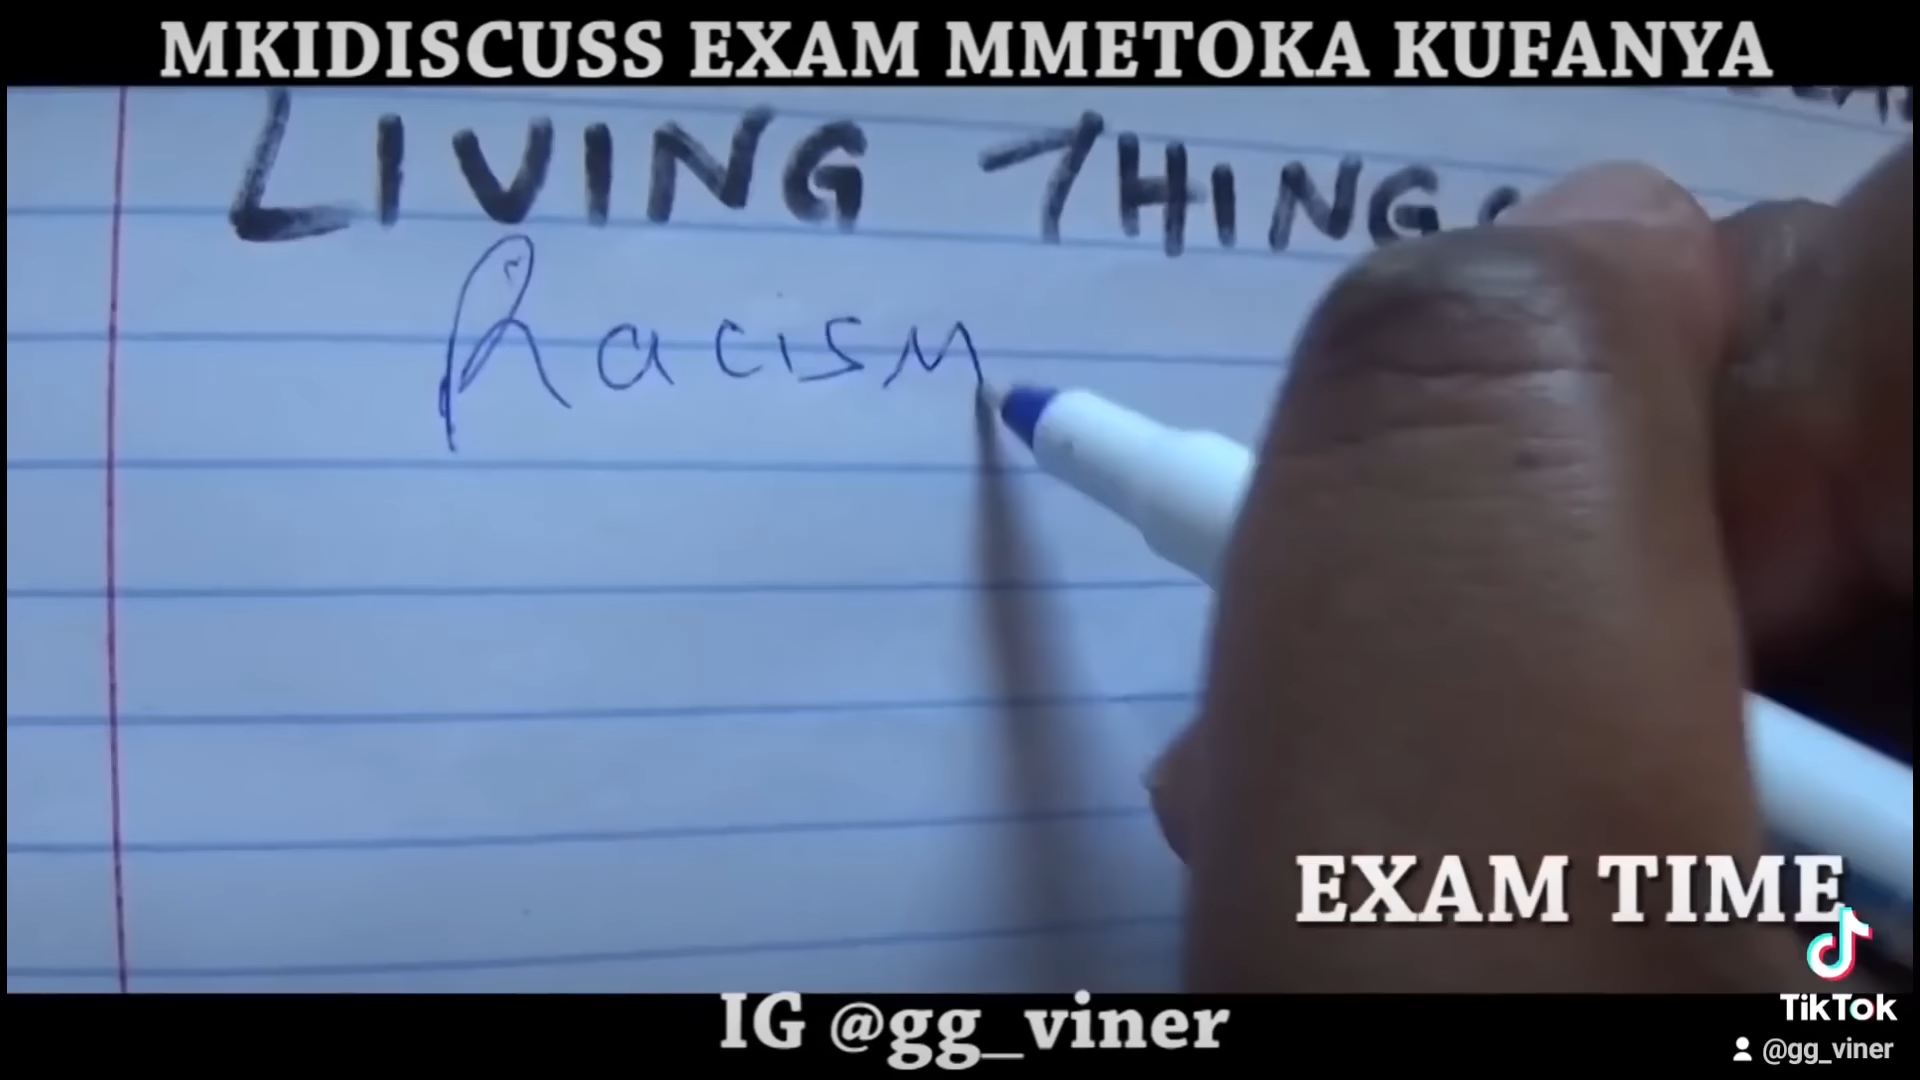 MKIDISCUSS EXAM MMETOKA KUFANYA
LIVING THING
Racism
EXAM TIME
IG @gg_viner
TikTok
@gg_viner